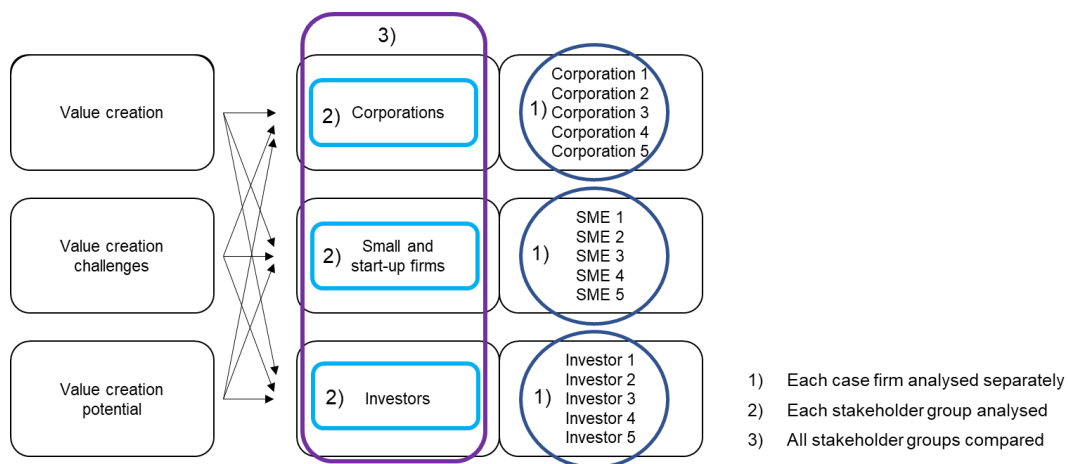 3)
Value creation
2) Corporations
1)
Corporation 1
Corporation 2
Corporation 3
Corporation 4
Corporation 5
Value creation
challenges
2) Small and
start-up firms
1)
SME 1
SME 2
SME 3
SME 4
SME 5
Value creation
potential
2) Investors
1)
Investor 1
Investor 2
Investor 3
Investor 4
Investor 5
1) Each case firm analysed separately
2) Each stakeholder group analysed
3) All stakeholder groups compared